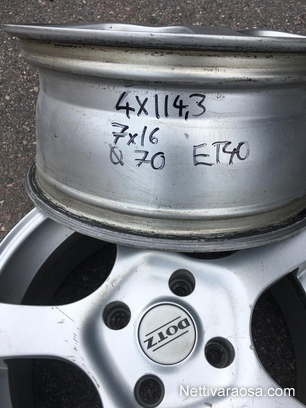 4x114,3
7x16
Ø 70 ET40
DOTZ
Nettivaraosa.com